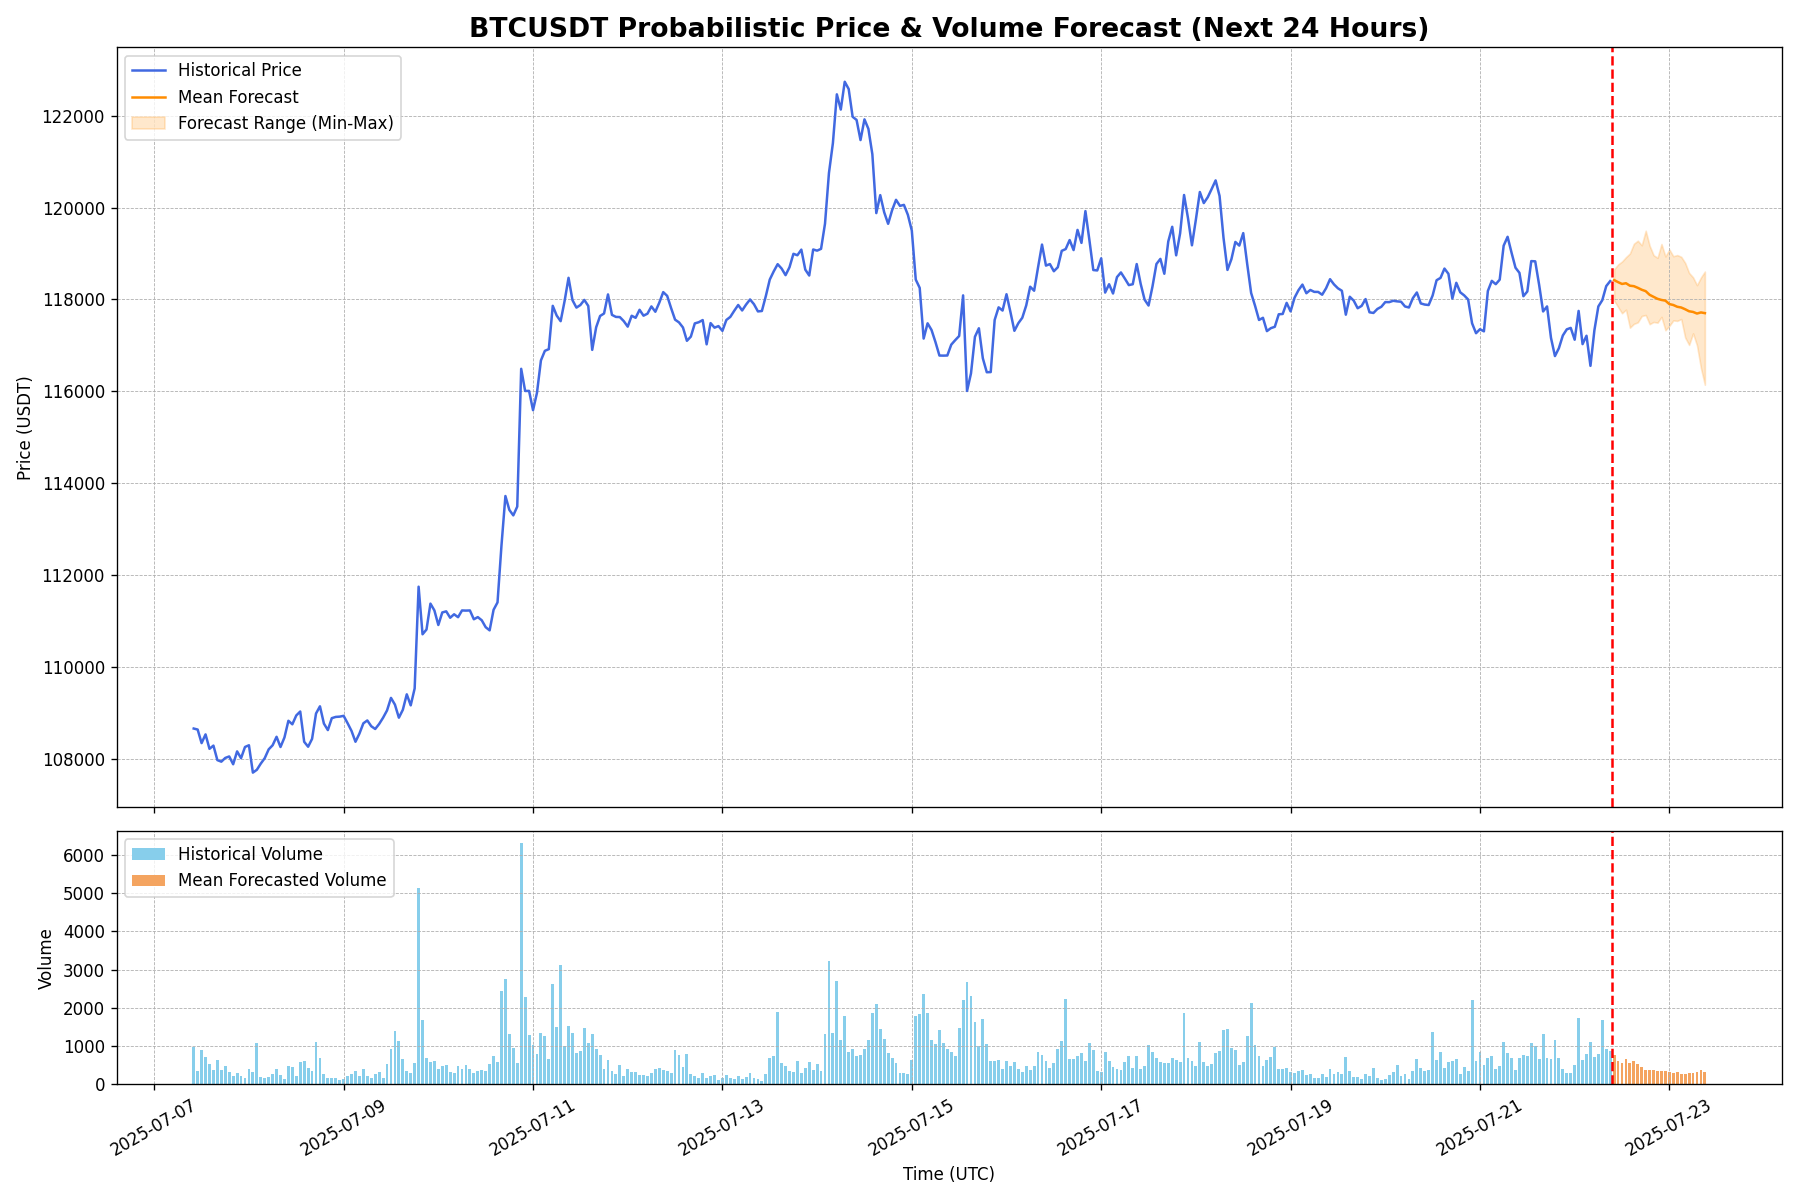 BTCUSDT Probabilistic Price & Volume Forecast (Next 24 Hours)
Historical Price
Mean Forecast
Forecast Range (Min-Max)
Price (USDT)
122000
120000
118000
116000
114000
112000
110000
108000
Historical Volume
Mean Forecasted Volume
Volume
6000
5000
4000
3000
2000
1000
0
2025-07-07
2025-07-09
2025-07-11
2025-07-13
2025-07-15
2025-07-17
2025-07-19
2025-07-21
2025-07-23
Time (UTC)